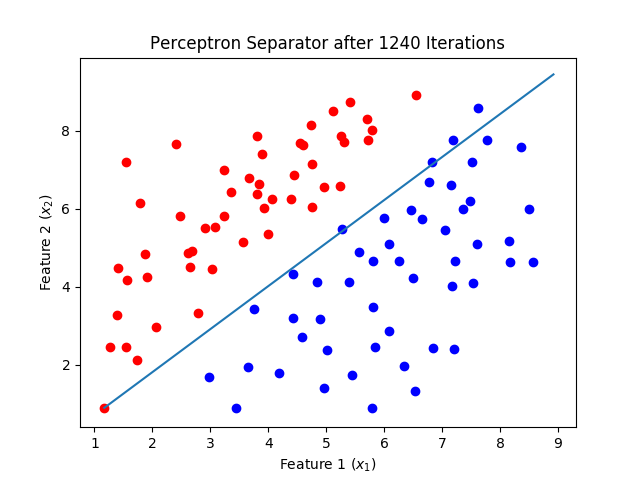 Perceptron Separator after 1240 Iterations
8
6
4
2
Feature 2 (x₂)
1 2 3 4 5 6 7 8 9
Feature 1 (x₁)